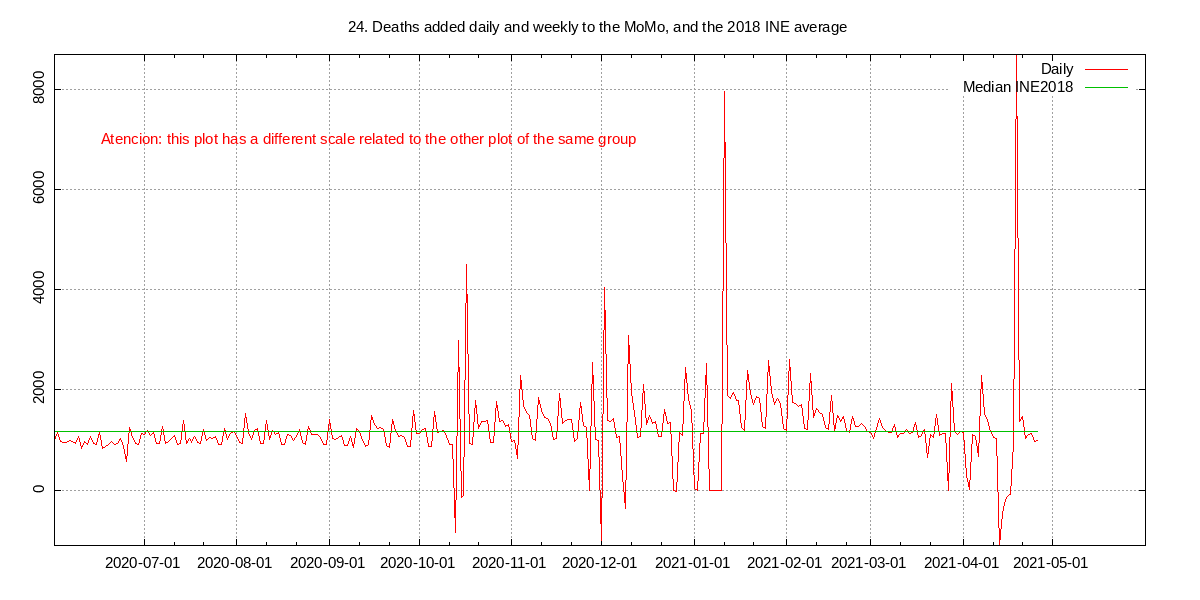 24. Deaths added daily and weekly to the MoMo, and the 2018 INE average
Daily
Median INE2018
Atencion: this plot has a different scale related to the other plot of the same group
8000
6000
4000
2000
0
2020-07-01 2020-08-01 2020-09-01 2020-10-01 2020-11-01 2020-12-01 2021-01-01 2021-02-01 2021-03-01 2021-04-01 2021-05-01